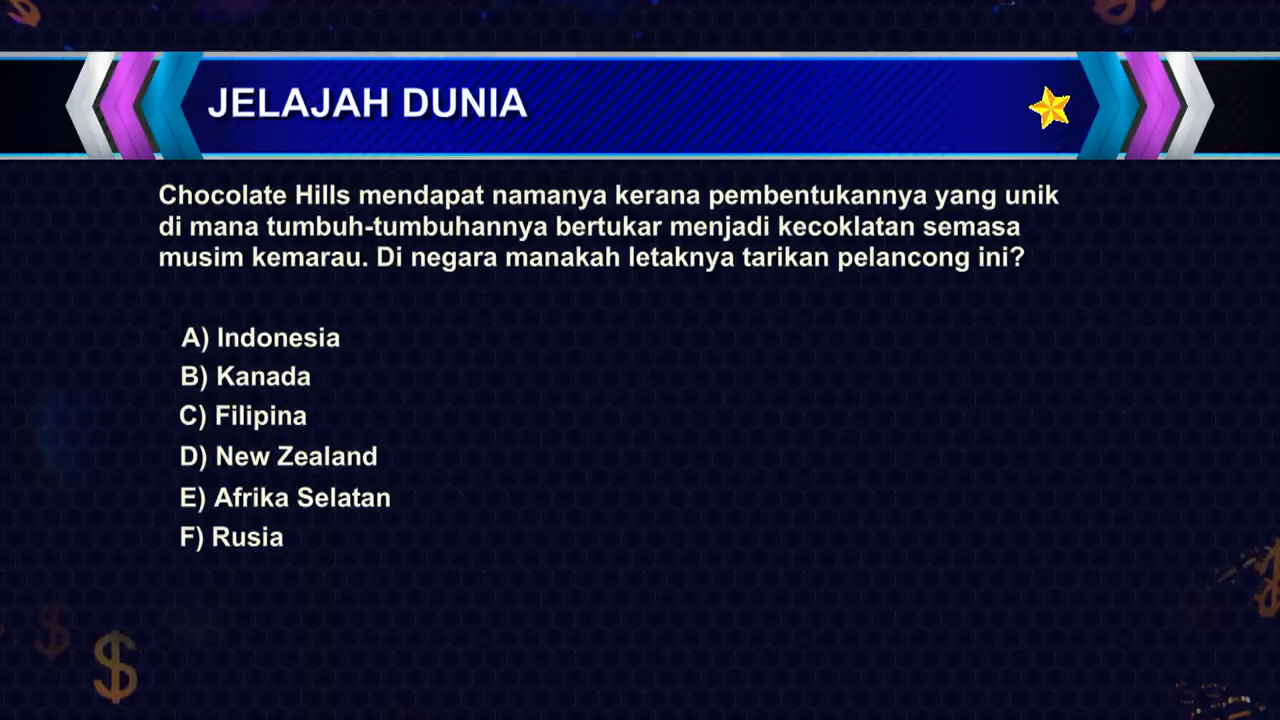 JELAJAH DUNIA
Chocolate Hills mendapat namanya kerana pembentukannya yang unik
di mana tumbuh-tumbuhannya bertukar menjadi kecoklatan semasa
musim kemarau. Di negara manakah letaknya tarikan pelancong ini?
A) Indonesia
B) Kanada
C) Filipina
D) New Zealand
E) Afrika Selatan
F) Rusia